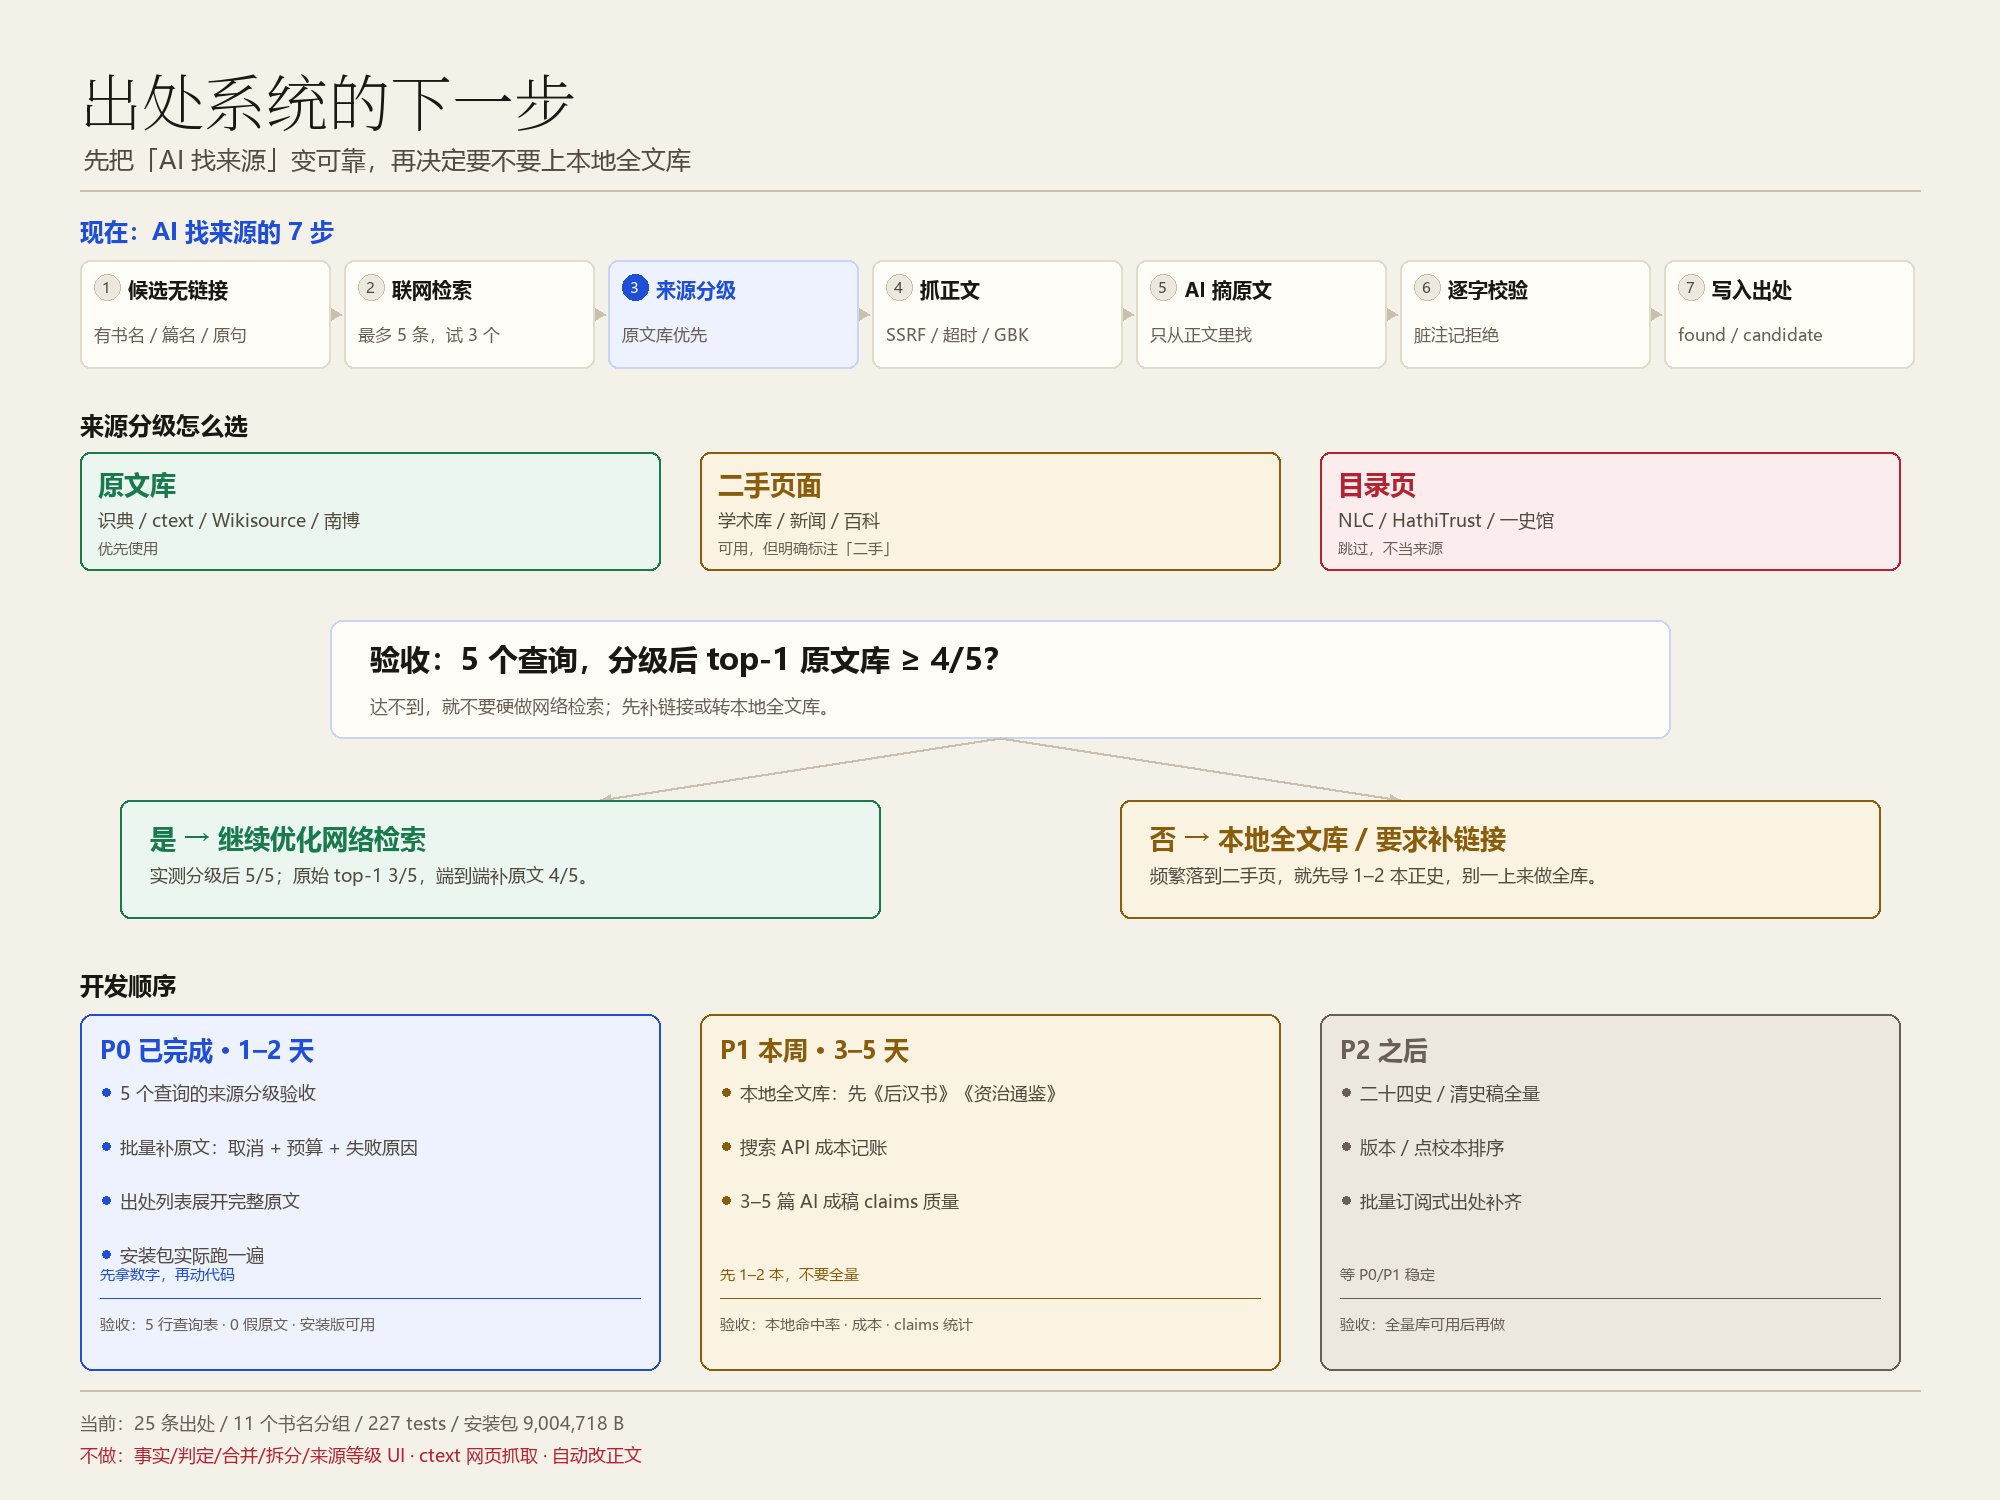 出处系统的下一步
先把「AI 找来源」变可靠，再决定要不要上本地全文库
现在：AI 找来源的 7 步
1 候选无链接
有书名 / 篇名 / 原句
2 联网检索
最多 5 条，试 3 个
3 来源分级
原文库优先
4 抓正文
SSRF / 超时 / GBK
5 AI 摘原文
只从正文里找
6 逐字校验
脏注记拒绝
7 写入出处
found / candidate
来源分级怎么选
原文库
识典 / ctext / Wikisource / 南博
优先使用
二手页面
学术库 / 新闻 / 百科
可用，但明确标注「二手」
目录页
NLC / HathiTrust / 一史馆
跳过，不当来源
验收：5 个查询，分级后 top-1 原文库 ≥ 4/5?
达不到，就不要硬做网络检索；先补链接或转本地全文库。
是 → 继续优化网络检索
实测分级后 5/5；原始 top-1 3/5，端到端补原文 4/5。
否 → 本地全文库 / 要求补链接
频繁落到二手页，就先导 1–2 本正史，别一上来做全库。
开发顺序
P0 已完成 · 1–2 天
5 个查询的来源分级验收
批量补原文：取消 + 预算 + 失败原因
出处列表展开完整原文
安装包实际跑一遍
先拿数字，再动代码
验收：5 行查询表 · 0 假原文 · 安装版可用
P1 本周 · 3–5 天
本地全文库：先《后汉书》《资治通鉴》
搜索 API 成本记账
3–5 篇 AI 成稿 claims 质量
先 1–2 本，不要全量
验收：本地命中率 · 成本 · claims 统计
P2 之后
二十四史 / 清史稿全量
版本 / 点校本排序
批量订阅式出处补齐
等 P0/P1 稳定
验收：全量库可用后再做
当前：25 条出处 / 11 个书名分组 / 227 tests / 安装包 9,004,718 B
不做：事实/判定/合并/拆分/来源等级 UI · ctext 网页抓取 · 自动改正文